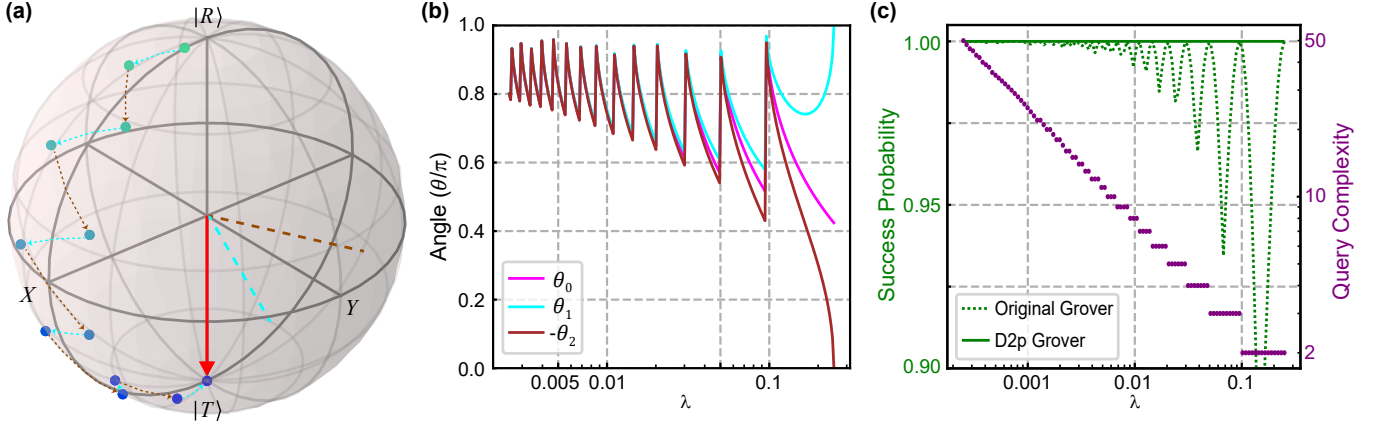 (a)
|R⟩
X
Y
|T⟩
(b)
1.0
0.8
0.6
0.4
0.2
0.0
Angle (θ/π)
θ0
θ1
-θ2
0.005
0.01
0.1
λ
(c)
1.00
0.95
0.90
Success Probability
50
10
2
Query Complexity
Original Grover
D2p Grover
0.001
0.01
0.1
λ